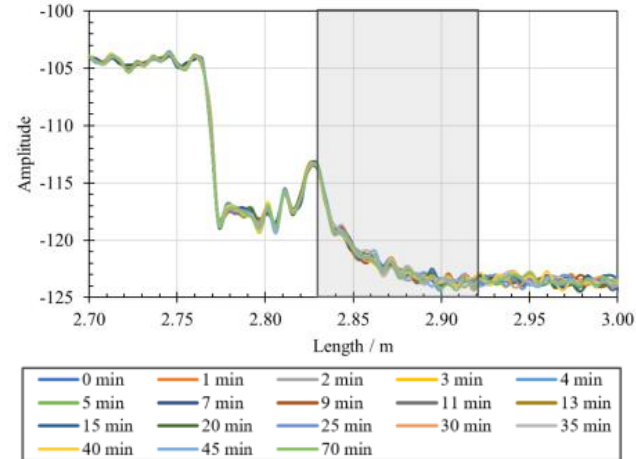 -100
-105
-110
-115
-120
-125
Amplitude
2.70 2.75 2.80 2.85 2.90 2.95 3.00
Length / m
0 min 1 min 2 min 3 min 4 min
5 min 7 min 9 min 11 min 13 min
15 min 20 min 25 min 30 min 35 min
40 min 45 min 70 min